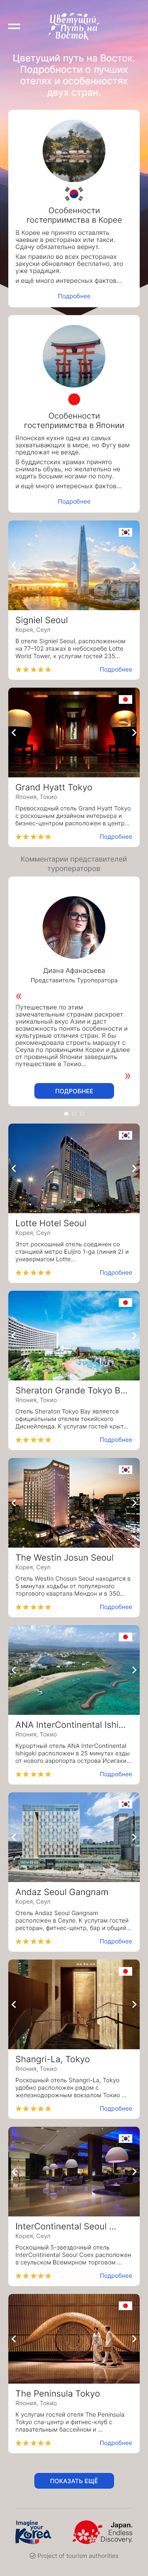 Цветущий
Путь на
Восток
Цветущий путь на Восток.
Подробности о лучших
отелях и особенностях
двух стран.
Особенности
гостеприимства в Корее
В Корее не принято оставлять
чаевые в ресторанах или такси.
Сдачу обязательно вернут.
Как правило во всех ресторанах
закуски обновляют бесплатно, это
уже традиция.
и ещё много интересных фактов...
Подробнее
Особенности
гостеприимства в Японии
Японская кухня одна из самых
захватывающих в мире, но Фугу вам
предложат не везде.
В буддистских храмах принято
снимать обувь, но желательно не
ходить босыми ногами по полу.
и ещё много интересных фактов...
Подробнее
Signiel Seoul
Корея, Сеул
В отеле Signiel Seoul, расположенном
на 77–102 этажах в небоскребе Lotte
World Tower, к услугам гостей 235...
Подробнее
Grand Hyatt Tokyo
Япония, Токио
Превосходный отель Grand Hyatt Tokyo
с роскошным дизайном интерьера и
бизнес-центром расположен в центр...
Подробнее
Комментарии представителей
туроператоров
Диана Афанасьева
Представитель Туроператора
«
Путешествие по этим
замечательным странам раскроет
уникальный вкус Азии и даст
возможность понять особенности и
культурные отличия стран. Я бы
рекомендовала строить маршрут с
Сеула по провинциям Кореи и далее
от провинций Японии завершить
путешествие в Токио...
»
ПОДРОБНЕЕ
Lotte Hotel Seoul
Корея, Сеул
Этот роскошный отель соединен со
станцией метро Euljiro 1-ga (линия 2) и
универмагом Lotte...
Подробнее
Sheraton Grande Tokyo B...
Япония, Токио
Отель Sheraton Tokyo Bay является
официальным отелем токийского
Диснейленда. К услугам гостей крыт...
Подробнее
The Westin Josun Seoul
Корея, Сеул
Отель Westin Chosun Seoul находится в
5 минутах ходьбы от популярного
торгового квартала Мендон и в 350...
Подробнее
ANA InterContinental Ishi...
Япония, Токио
Курортный отель ANA InterContinental
Ishigaki расположен в 25 минутах езды
от нового аэропорта острова Исигаки...
Подробнее
Andaz Seoul Gangnam
Корея, Сеул
Отель Andaz Seoul Gangnam
расположен в Сеуле. К услугам гостей
ресторан, фитнес-центр, бар и общий...
Подробнее
Shangri-La, Tokyo
Япония, Токио
Роскошный отель Shangri-La, Tokyo
удобно расположен рядом с
железнодорожным вокзалом Токио ...
Подробнее
InterContinental Seoul ...
Корея, Сеул
Роскошный 5-звездочный отель
InterContinental Seoul Coex расположен
в сеульском Всемирном торговом ...
Подробнее
The Peninsula Tokyo
Япония, Токио
К услугам гостей отеля The Peninsula
Tokyo спа-центр и фитнес-клуб с
плавательным бассейном и ...
Подробнее
ПОКАЗАТЬ ЕЩЁ
Imagine
your
Korea
Japan.
Endless
Discovery.
Project of tourism authorities